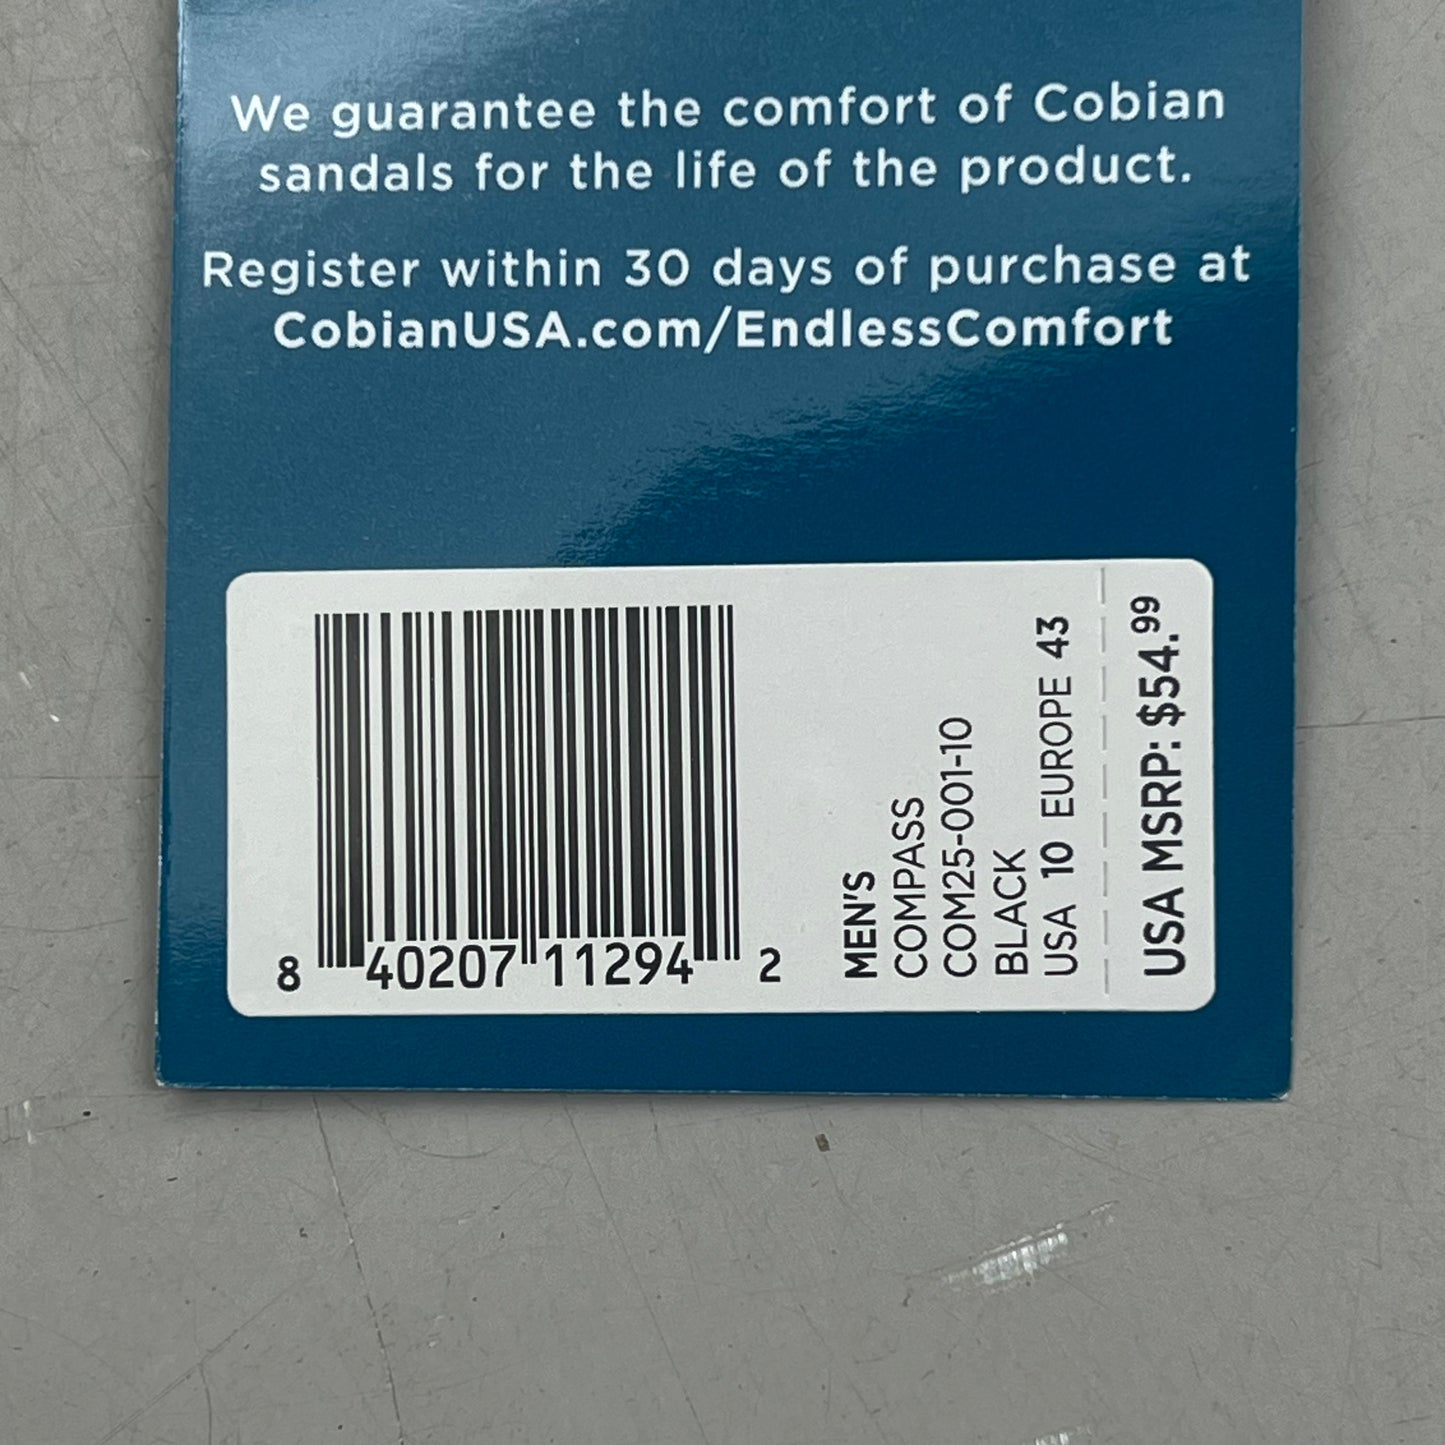 We guarantee the comfort of Cobian
sandals for the life of the product.
Register within 30 days of purchase at
CobianUSA.com/EndlessComfort
8 40207 11294 2
MEN'S
COMPASS
COM25-001-10
BLACK
USA 10 EUROPE 43
USA MSRP: $54.99